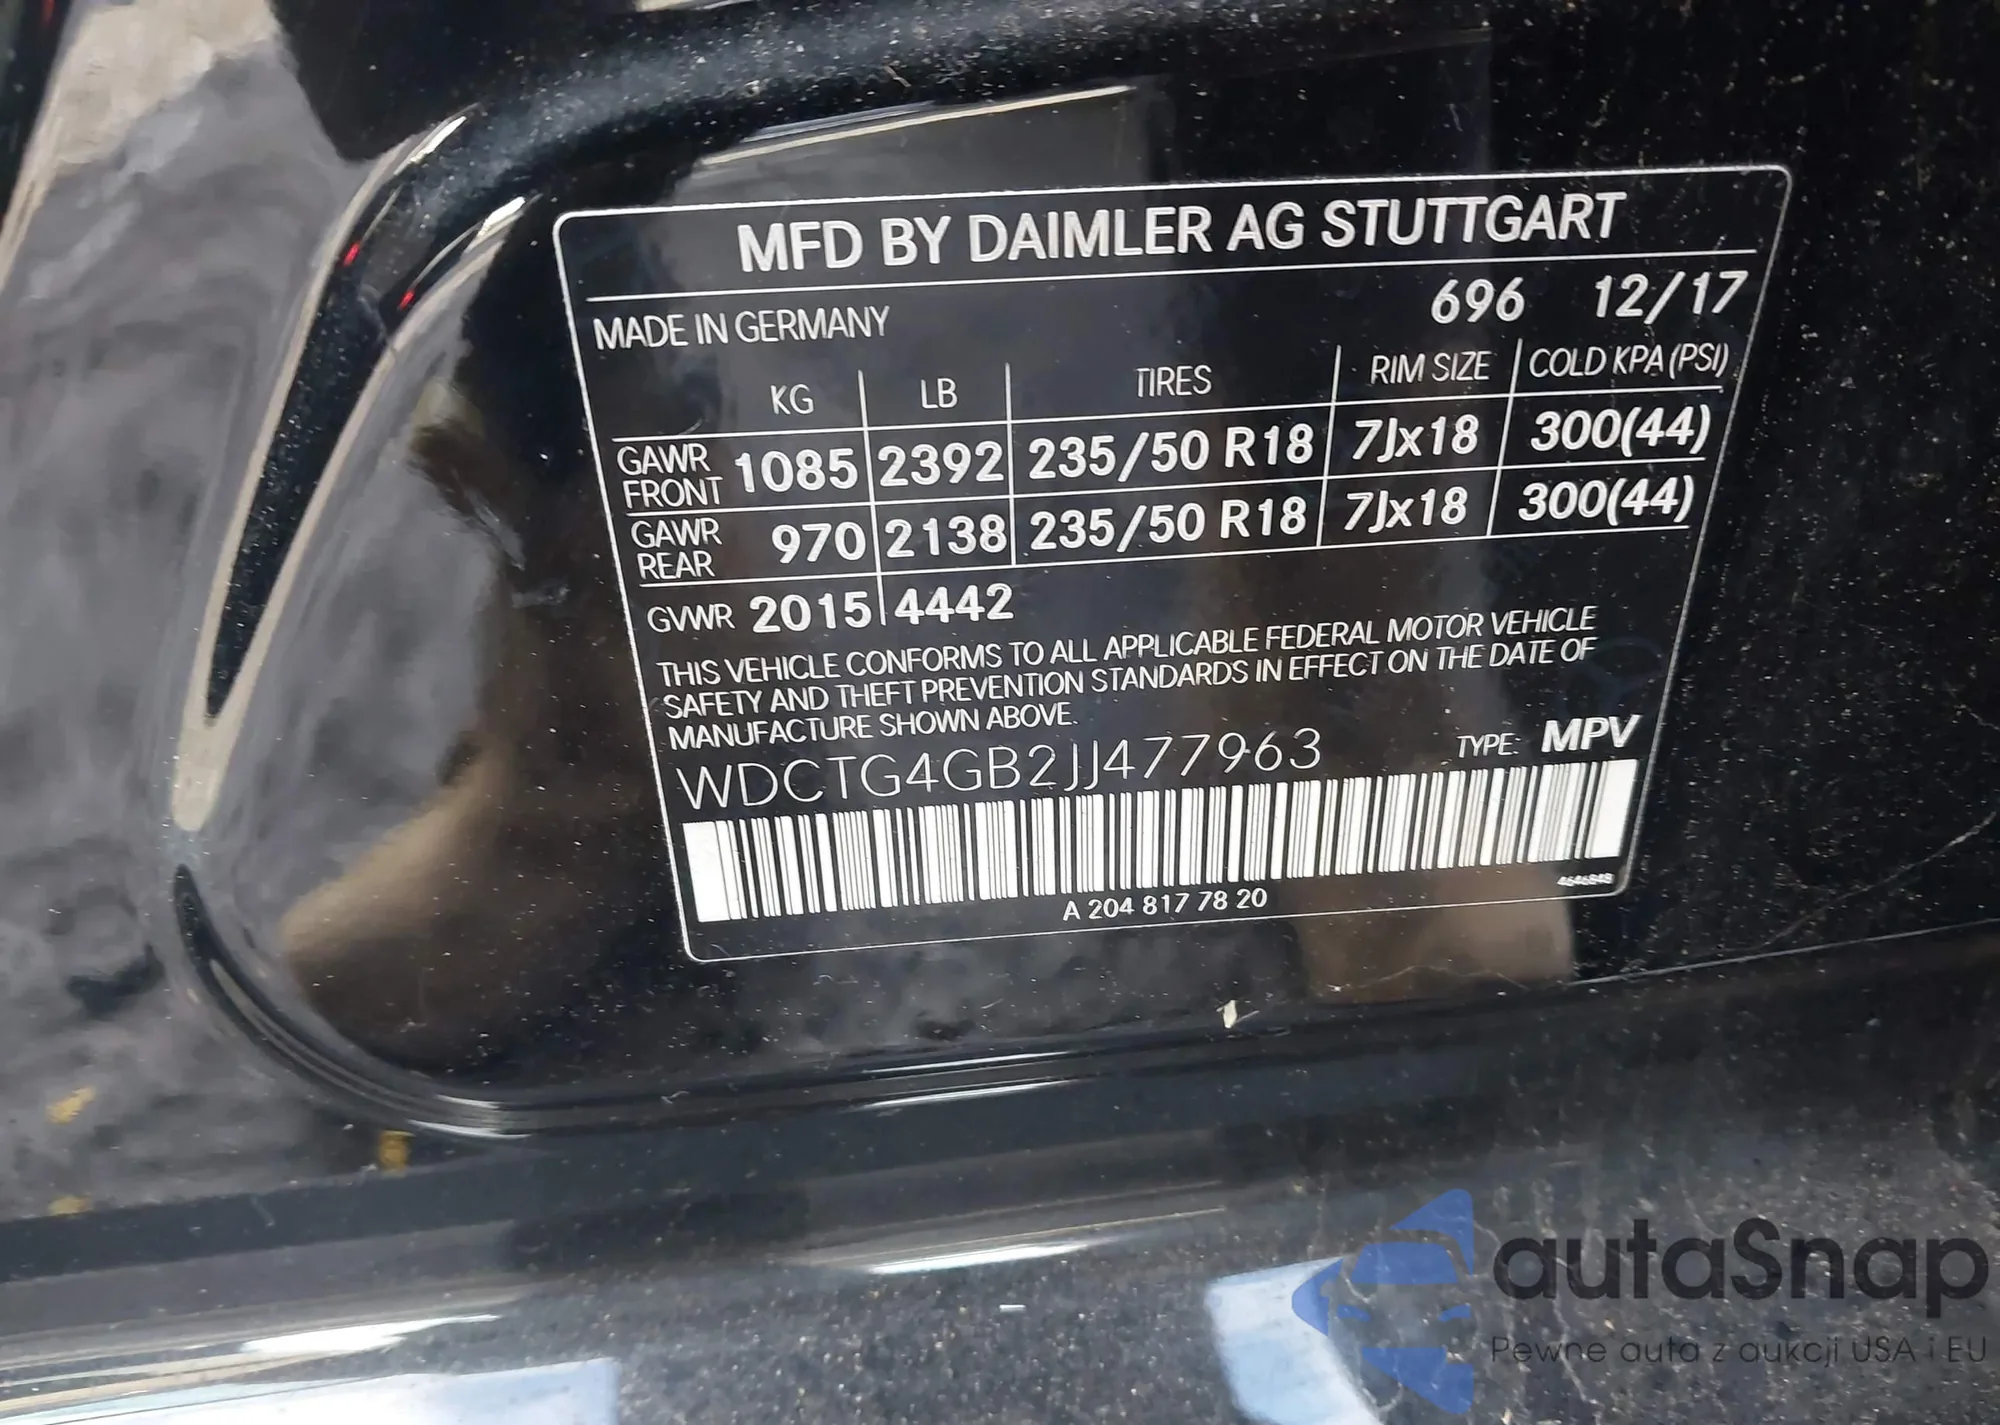 MFD BY DAIMLER AG STUTTGART
MADE IN GERMANY 696 12/17
KG LB TIRES RIM SIZE COLD KPA (PSI)
GAWR FRONT 1085 2392 235/50 R18 7Jx18 300(44)
GAWR REAR 970 2138 235/50 R18 7Jx18 300(44)
GVWR 2015 4442
THIS VEHICLE CONFORMS TO ALL APPLICABLE FEDERAL MOTOR VEHICLE
SAFETY AND THEFT PREVENTION STANDARDS IN EFFECT ON THE DATE OF
MANUFACTURE SHOWN ABOVE.
WDCTG4GB2JJ477963 TYPE: MPV
A 204 817 78 20
4646848
autaSnap
Pewne auta z aukcji USA i EU